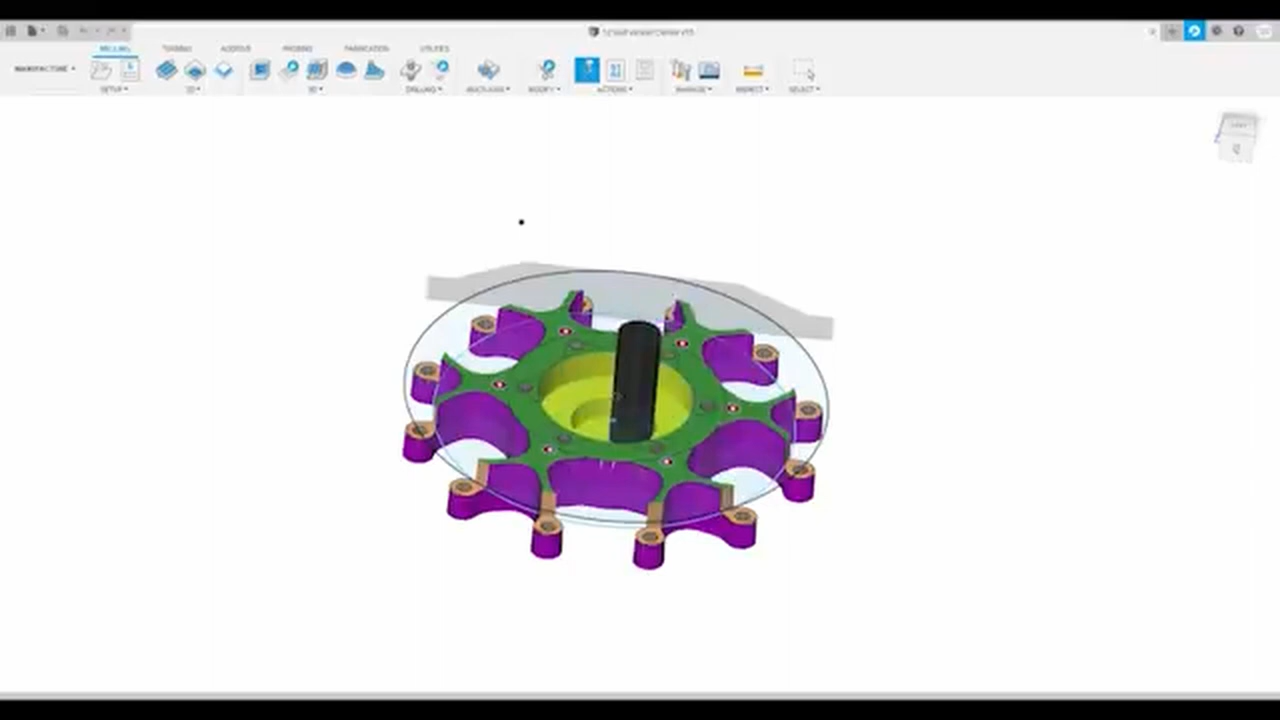 MILLING TURNING ADDITIVE PROBING FABRICATION UTILITIES
MANUFACTURE
SETUP 2D 3D DRILLING MULTI-AXIS MODIFY ACTIONS MANAGE INSPECT SELECT